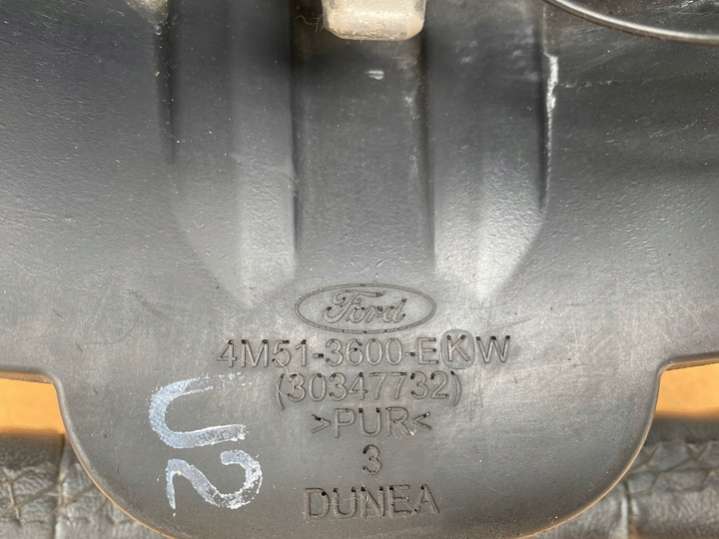 Ford
4M51-3600-EKW
(30347732)
>PUR<
3
DUNEA
U2